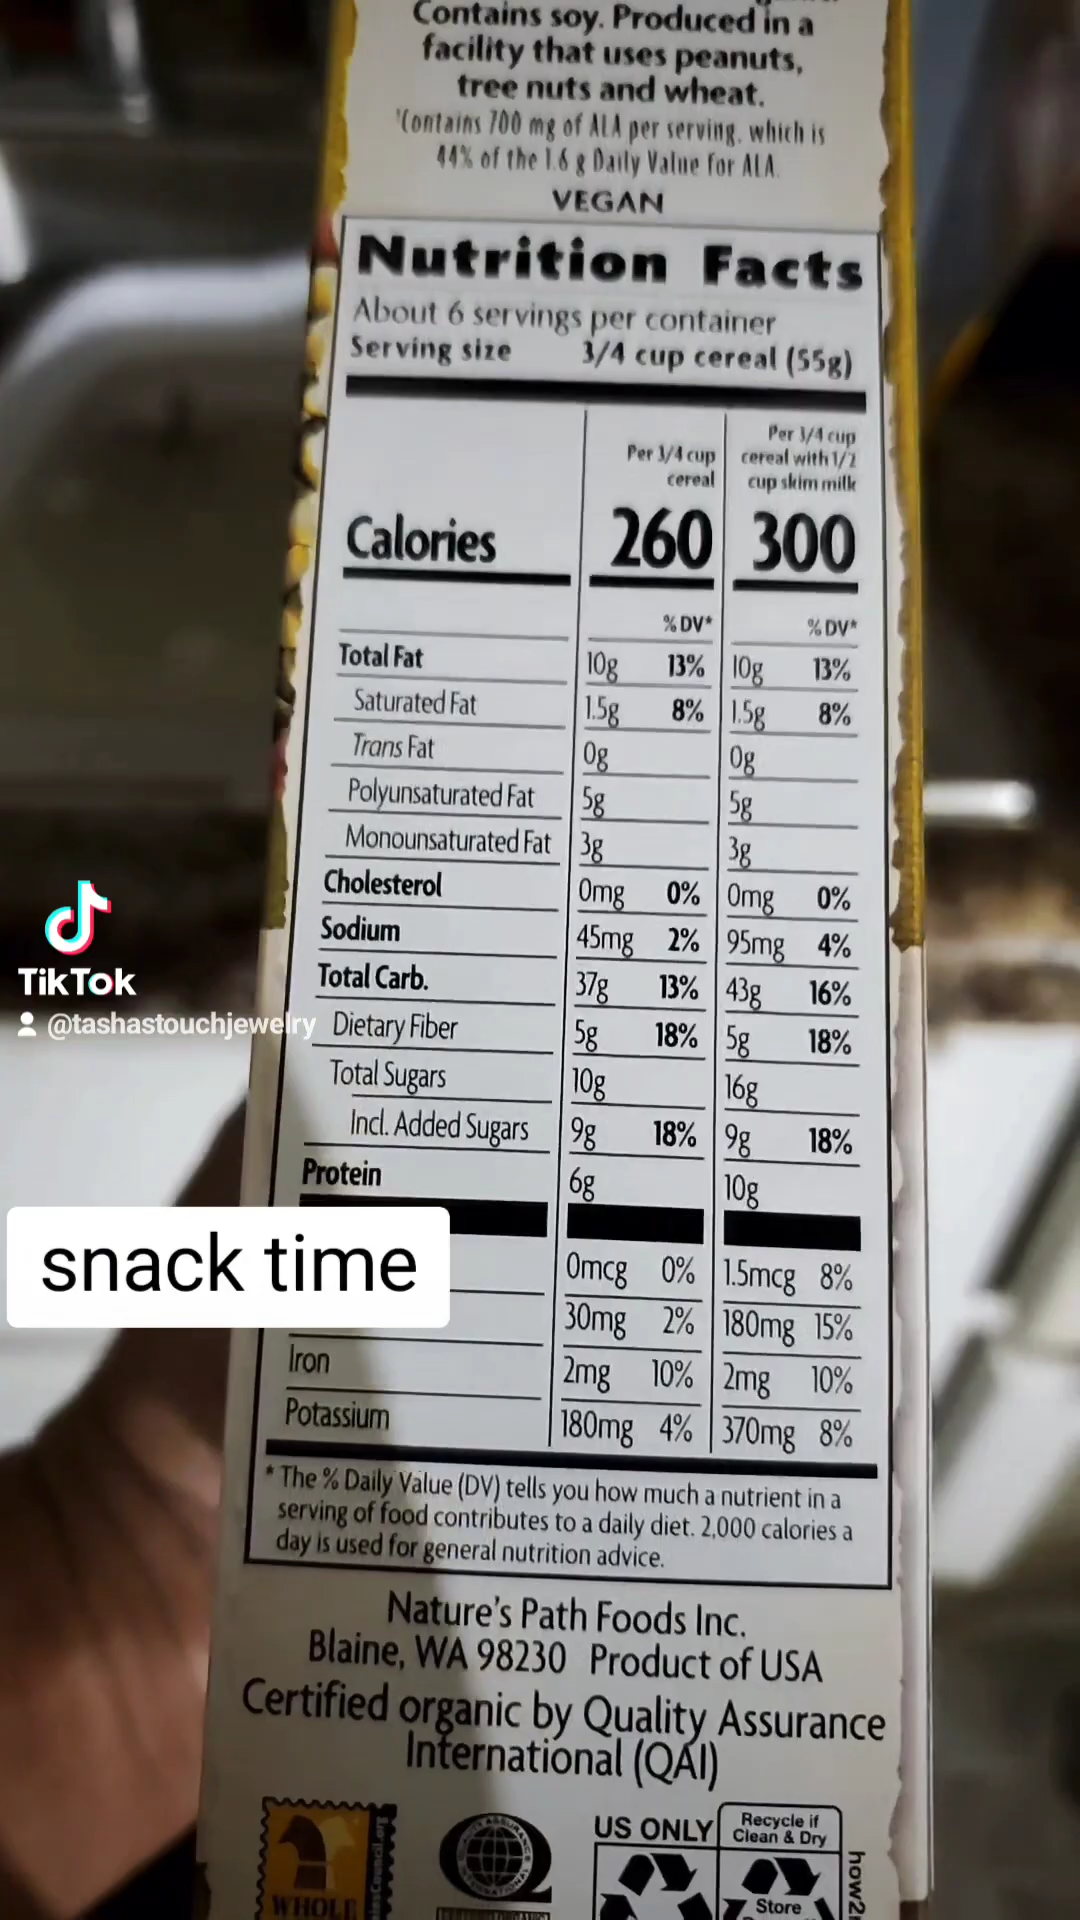 Contains soy. Produced in a
facility that uses peanuts,
tree nuts and wheat.
Contains 700 mg of ALA per serving, which is
44% of the 1.6 g Daily Value for ALA.
VEGAN
Nutrition Facts
About 6 servings per container
Serving size 3/4 cup cereal (55g)
Per 3/4 cup cereal
Per 3/4 cup cereal with 1/2 cup skim milk
Calories 260 300
%DV* %DV*
Total Fat 10g 13% 10g 13%
Saturated Fat 1.5g 8% 1.5g 8%
Trans Fat 0g 0g
Polyunsaturated Fat 5g 5g
Monounsaturated Fat 3g 3g
Cholesterol 0mg 0% 0mg 0%
Sodium 45mg 2% 95mg 4%
Total Carb. 37g 13% 43g 16%
Dietary Fiber 5g 18% 5g 18%
Total Sugars 10g 16g
Incl. Added Sugars 9g 18% 9g 18%
Protein 6g 10g
0mcg 0% 1.5mcg 8%
30mg 2% 180mg 15%
Iron 2mg 10% 2mg 10%
Potassium 180mg 4% 370mg 8%
* The % Daily Value (DV) tells you how much a nutrient in a
serving of food contributes to a daily diet. 2,000 calories a
day is used for general nutrition advice.
Nature's Path Foods Inc.
Blaine, WA 98230 Product of USA
Certified organic by Quality Assurance
International (QAI)
WHOLE
US ONLY
Recycle if
Clean & Dry
Store
how2
TikTok
@tashastouchjewelry
snack time